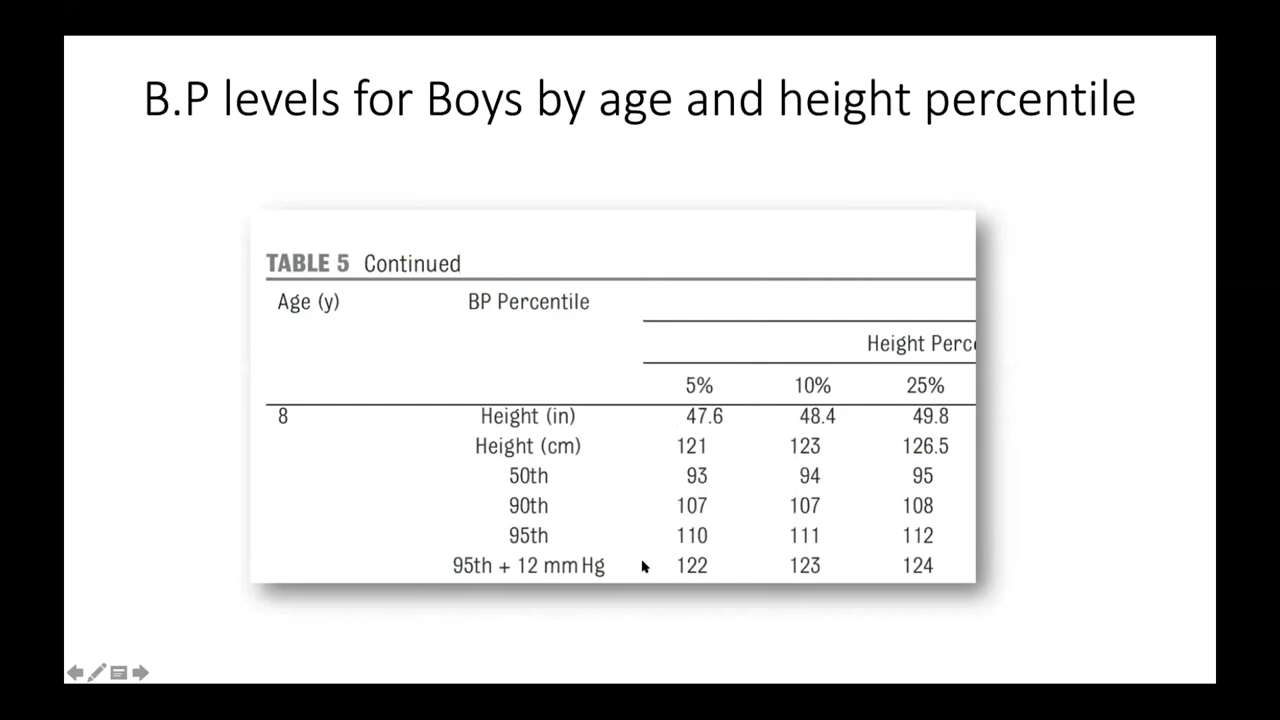 B.P levels for Boys by age and height percentile
TABLE 5 Continued
Age (y) BP Percentile
Height Perc
5% 10% 25%
8 Height (in) 47.6 48.4 49.8
Height (cm) 121 123 126.5
50th 93 94 95
90th 107 107 108
95th 110 111 112
95th + 12 mm Hg 122 123 124